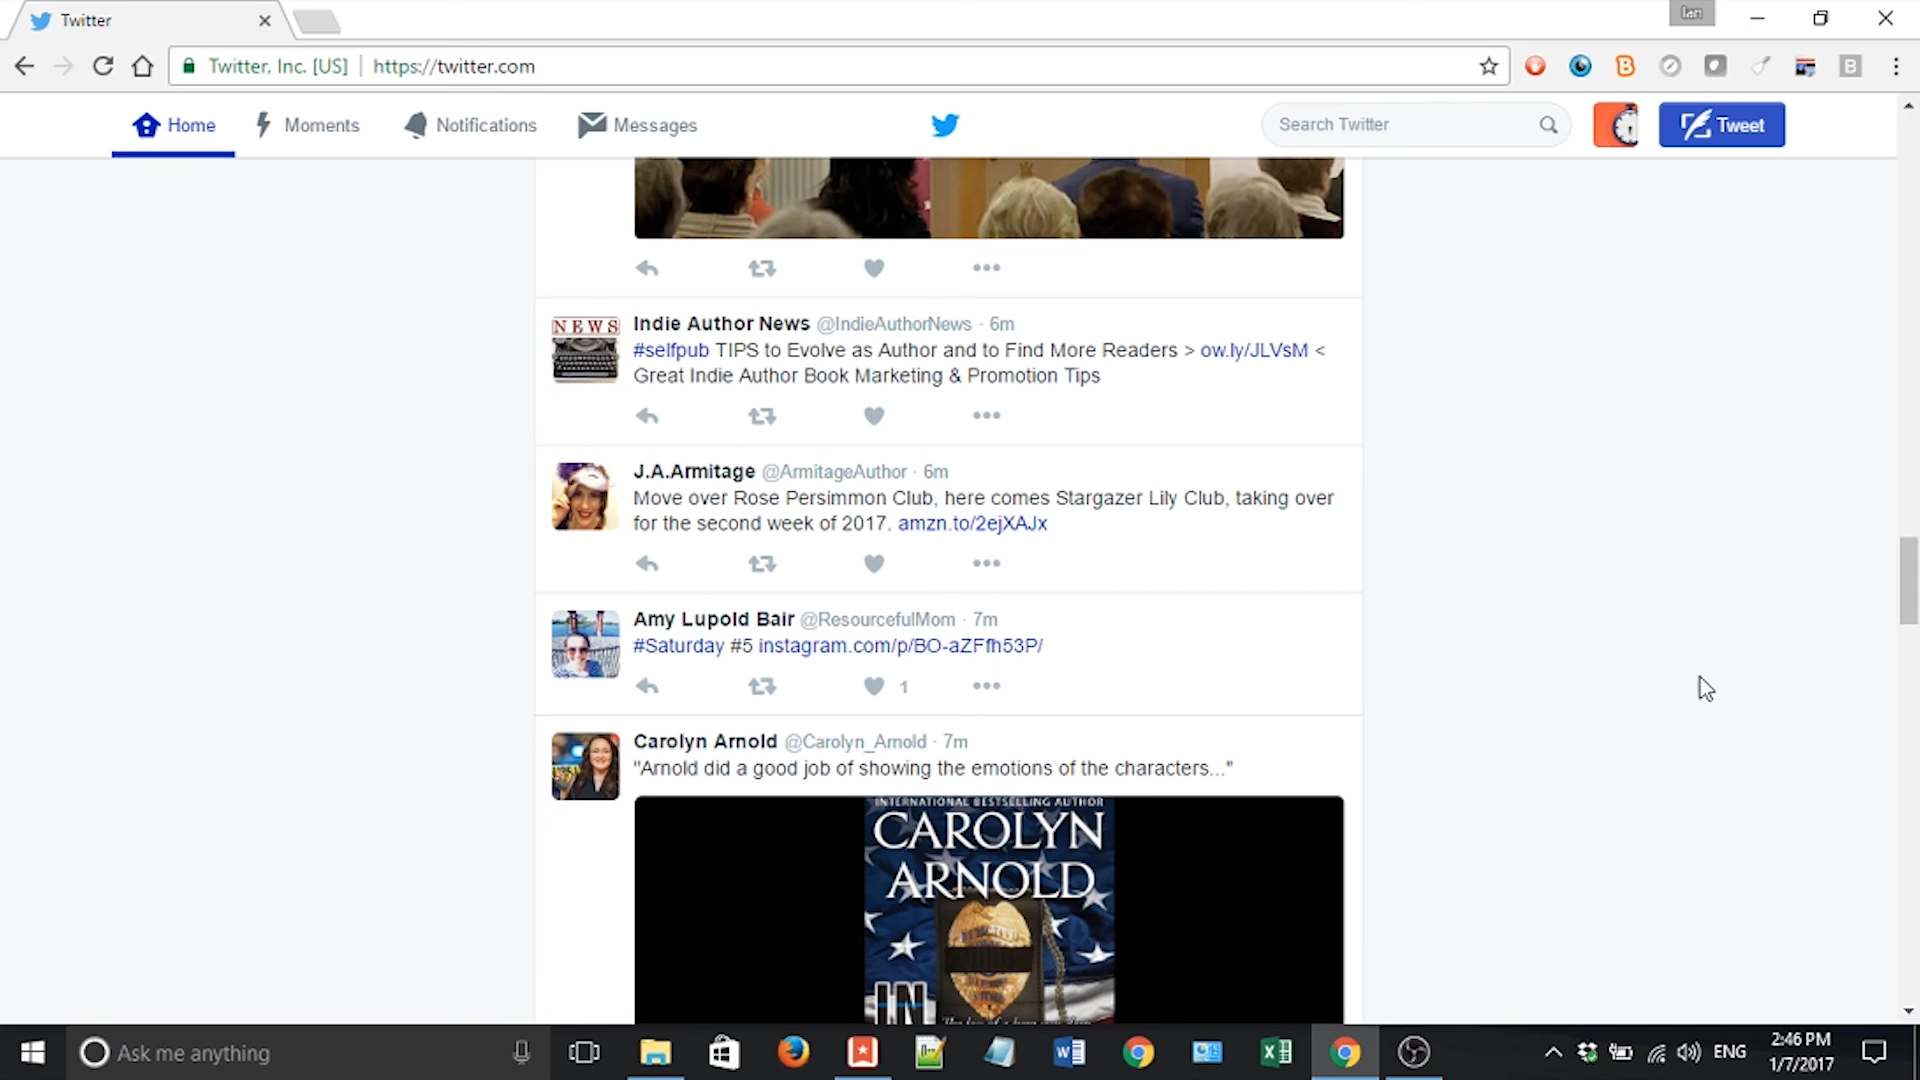 Twitter
Ian
Twitter, Inc. [US] https://twitter.com
Home Moments Notifications Messages Search Twitter Tweet
NEWS
Indie Author News @IndieAuthorNews · 6m
#selfpub TIPS to Evolve as Author and to Find More Readers > ow.ly/JLVsM <
Great Indie Author Book Marketing & Promotion Tips
J.A.Armitage @ArmitageAuthor · 6m
Move over Rose Persimmon Club, here comes Stargazer Lily Club, taking over
for the second week of 2017. amzn.to/2ejXAJx
Amy Lupold Bair @ResourcefulMom · 7m
#Saturday #5 instagram.com/p/BO-aZFfh53P/
1
Carolyn Arnold @Carolyn_Arnold · 7m
"Arnold did a good job of showing the emotions of the characters..."
INTERNATIONAL BESTSELLING AUTHOR
CAROLYN
ARNOLD
IN
Ask me anything
ENG
2:46 PM
1/7/2017